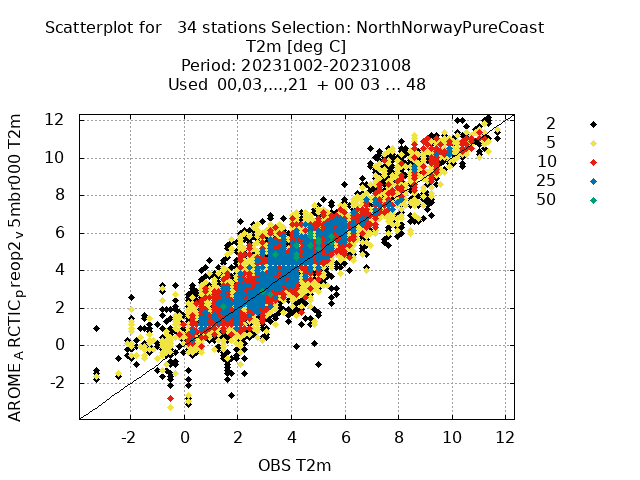 Scatterplot for   34 stations Selection: NorthNorwayPureCoast
T2m [deg C]
Period: 20231002-20231008
Used  00,03,...,21  + 00 03 ... 48
AROME_ARCTIC_preop2_v5mbr000 T2m
12
10
8
6
4
2
0
-2
-2 0 2 4 6 8 10 12
OBS T2m
2
5
10
25
50